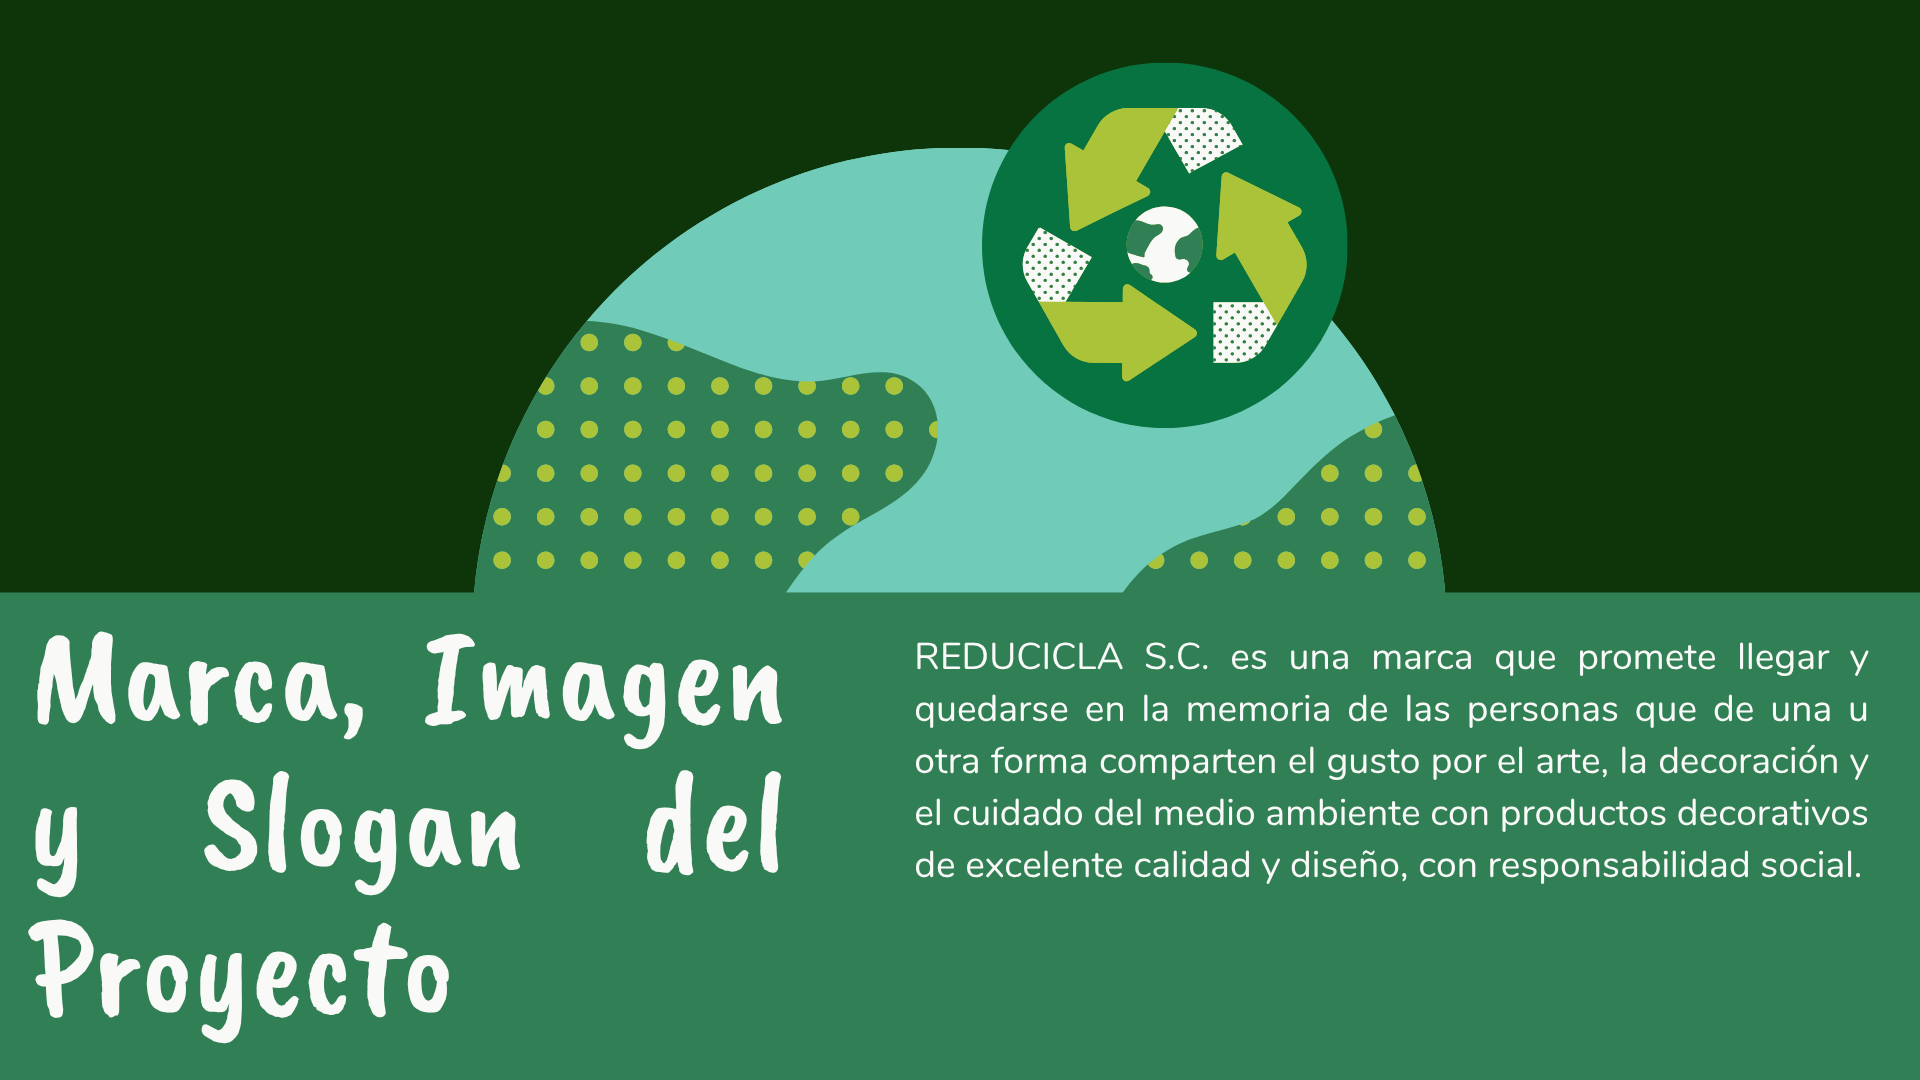 Marca, Imagen
y Slogan del
Proyecto
REDUCICLA S.C. es una marca que promete llegar y
quedarse en la memoria de las personas que de una u
otra forma comparten el gusto por el arte, la decoración y
el cuidado del medio ambiente con productos decorativos
de excelente calidad y diseño, con responsabilidad social.